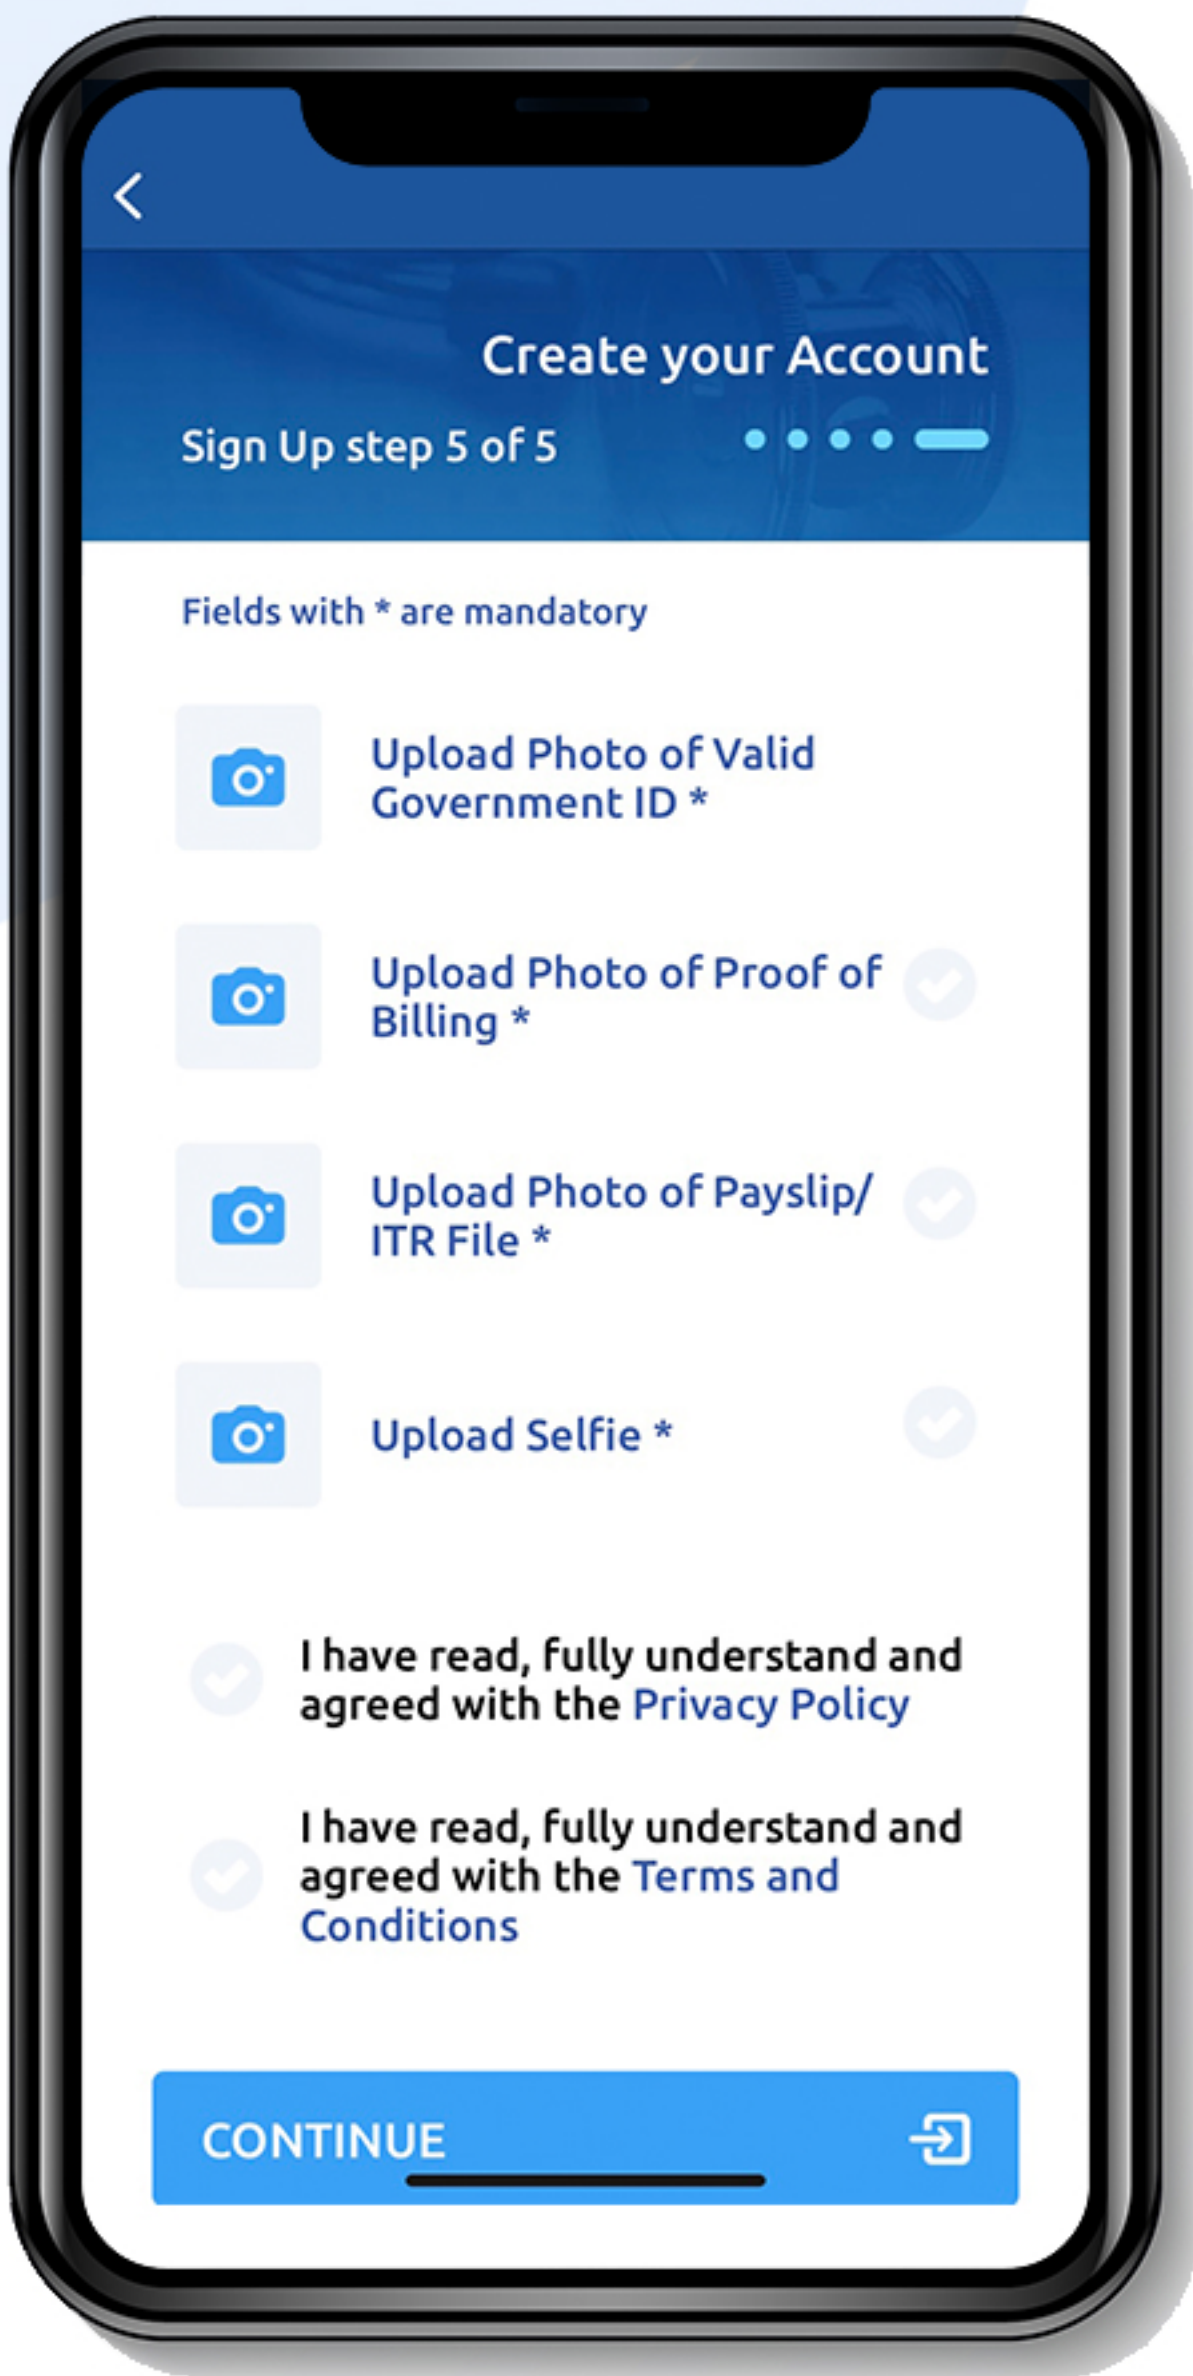 Create your Account
Sign Up step 5 of 5
Fields with * are mandatory
Upload Photo of Valid
Government ID *
Upload Photo of Proof of
Billing *
Upload Photo of Payslip/
ITR File *
Upload Selfie *
I have read, fully understand and
agreed with the Privacy Policy
I have read, fully understand and
agreed with the Terms and
Conditions
CONTINUE